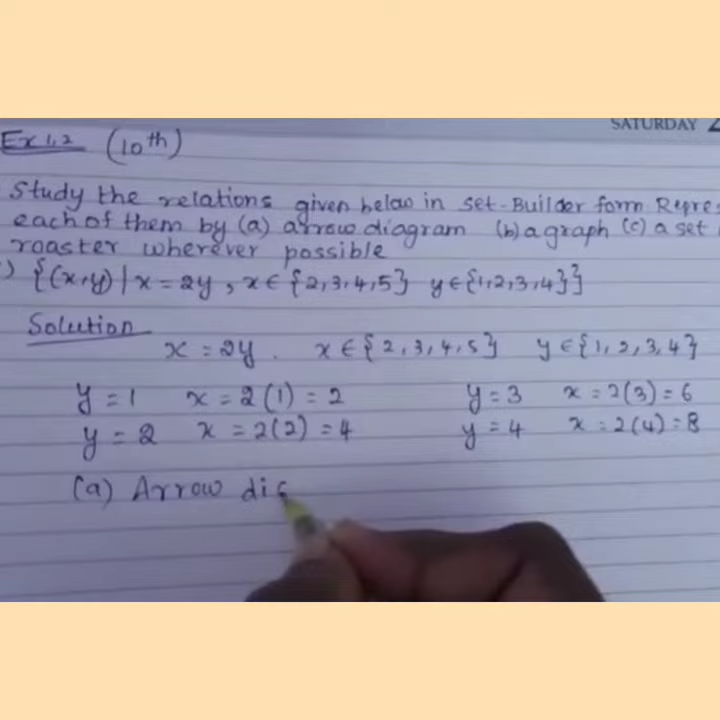 SATURDAY
Ex 1.2 (10th)
Study the relations given below in set-Builder form
each of them by (a) arrow diagram (b) a graph (c) a set
roaster wherever possible
) {(x,y) | x = 2y, x ∈ {2,3,4,5} y ∈ {1,2,3,4}}
Solution
x = 2y. x ∈ {2,3,4,5} y ∈ {1,2,3,4}
y = 1 x = 2(1) = 2 y = 3 x = 2(3) = 6
y = 2 x = 2(2) = 4 y = 4 x = 2(4) = 8
(a) Arrow